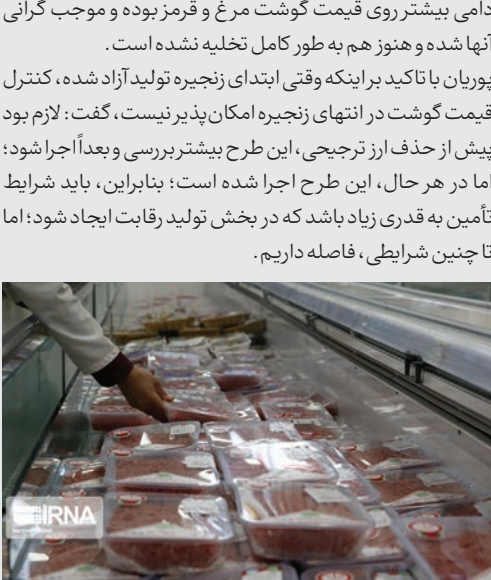 دامی بیشتر روی قیمت گوشت مرغ و قرمز بوده و موجب گرانی
آنها شده و هنوز هم به طور کامل تخلیه نشده است.
پوریان با تاکید بر اینکه وقتی ابتدای زنجیره تولید آزاد شده، کنترل
قیمت گوشت در انتهای زنجیره امکان‌پذیر نیست، گفت: لازم بود
پیش از حذف ارز ترجیحی، این طرح بیشتر بررسی و بعداً اجرا شود؛
اما در هر حال، این طرح اجرا شده است؛ بنابراین، باید شرایط
تأمین به قدری زیاد باشد که در بخش تولید رقابت ایجاد شود؛ اما
تا چنین شرایطی، فاصله داریم.
IRNA